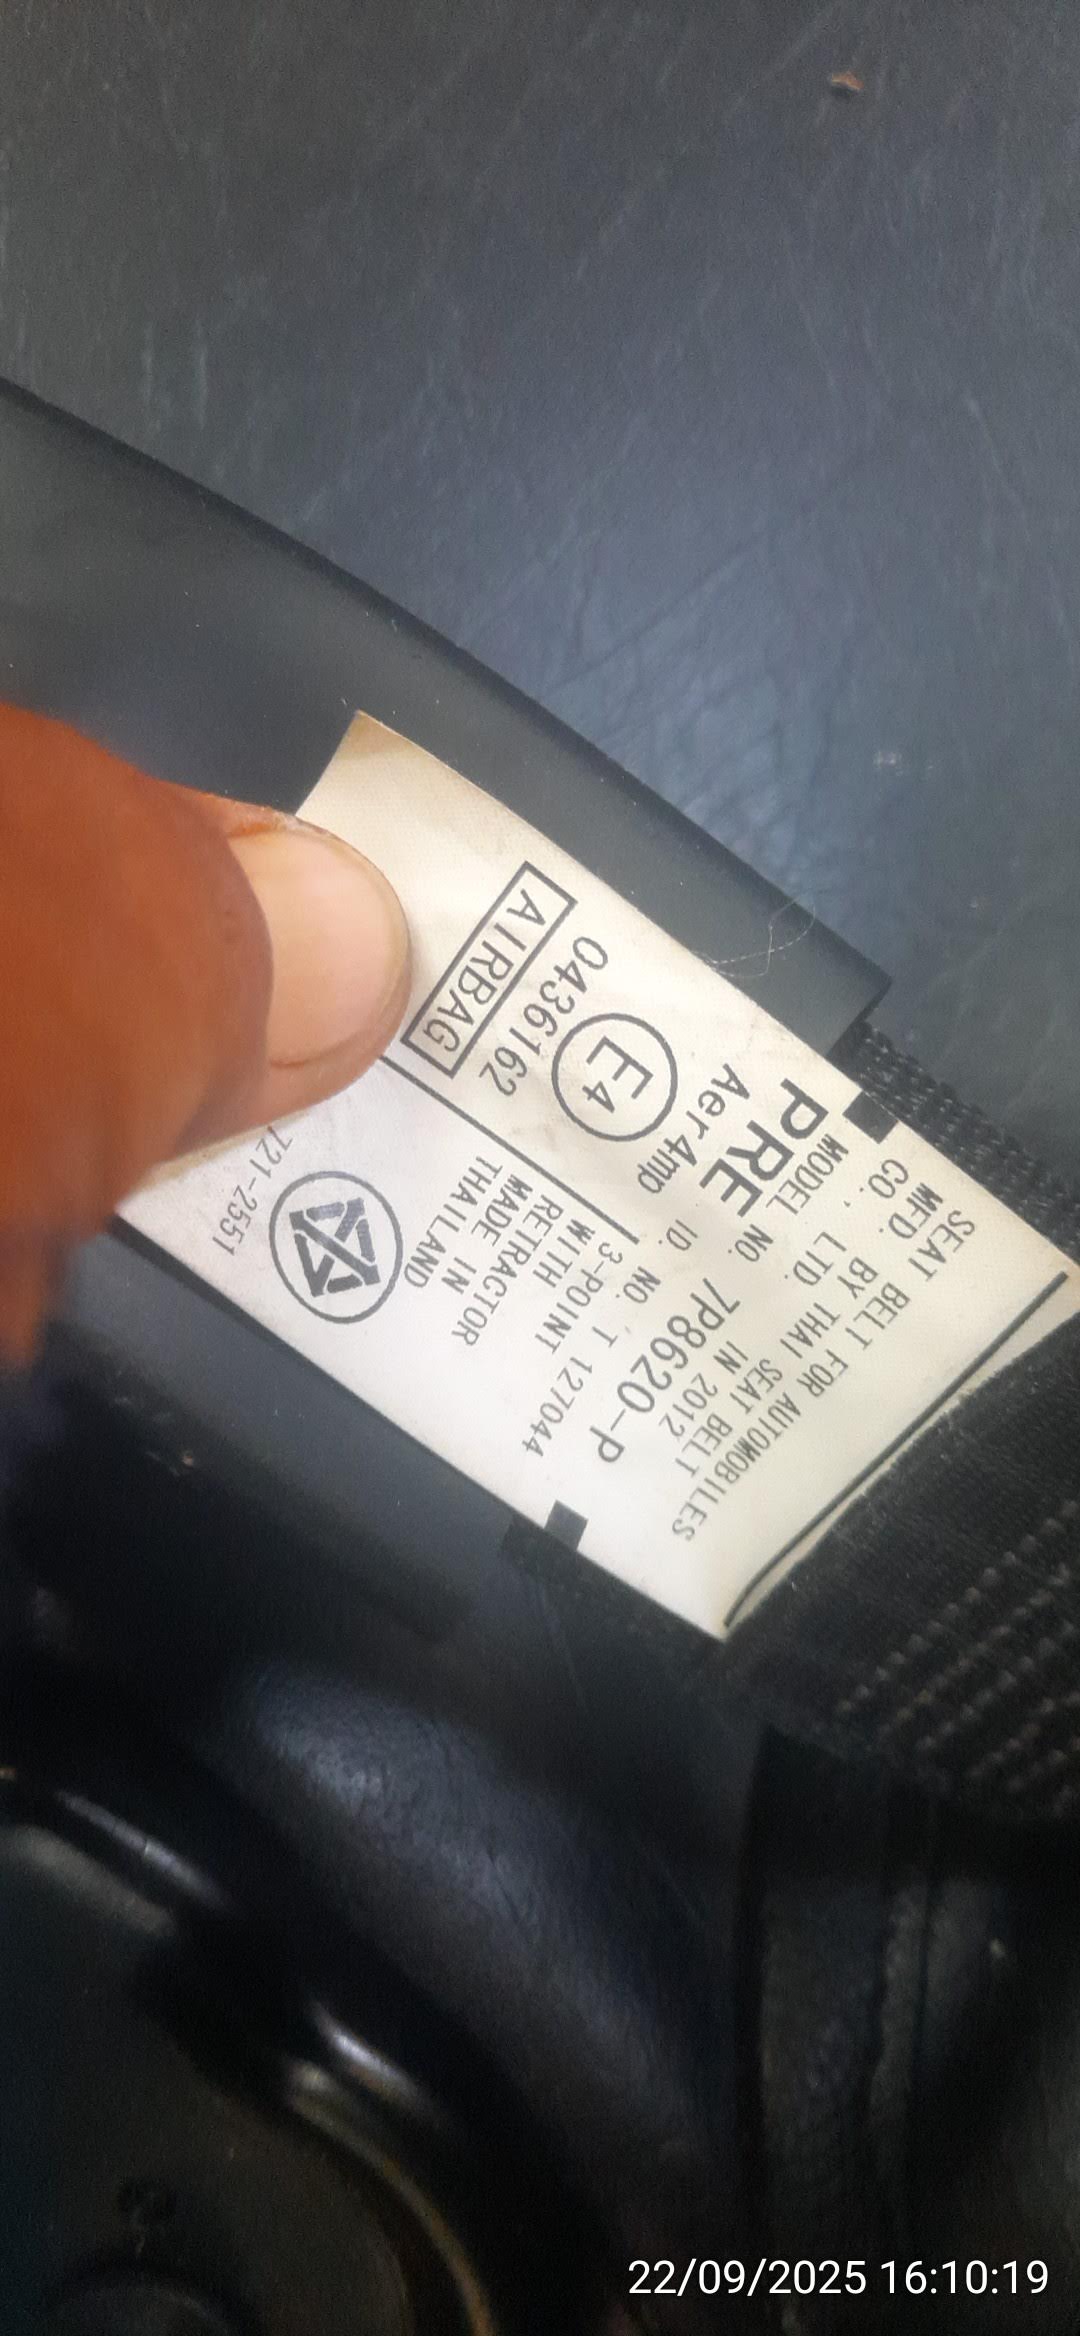 SEAT BELT FOR AUTOMOBILES
MFD. BY THAI SEAT BELT
CO., LTD. IN 2012
MODEL NO. 7P8620-P
PRE
Aer4mp ID. NO. T 127044
E4
0436162
AIRBAG
3-POINT
WITH
RETRACTOR
MADE IN
THAILAND
721-2551
22/09/2025 16:10:19